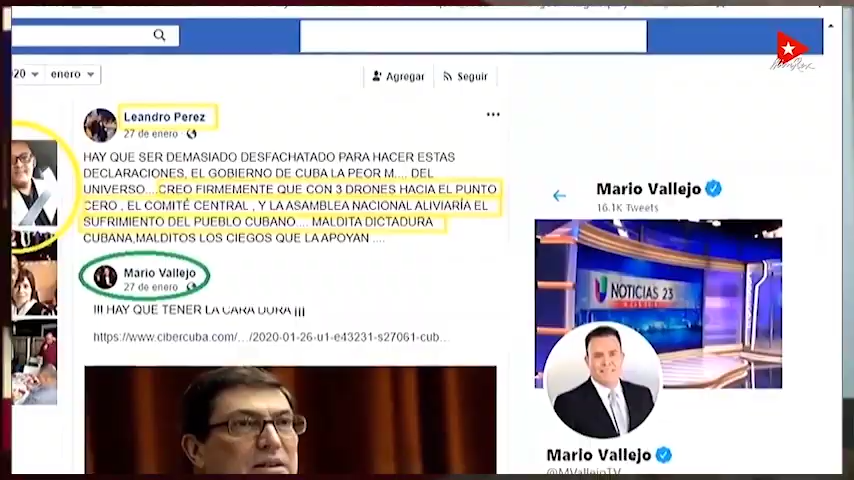 20 enero
Agregar
Seguir
Leandro Perez
27 de enero
HAY QUE SER DEMASIADO DESFACHATADO PARA HACER ESTAS
DECLARACIONES, EL GOBIERNO DE CUBA LA PEOR M.... DEL
UNIVERSO....CREO FIRMEMENTE QUE CON 3 DRONES HACIA EL PUNTO
CERO , EL COMITÉ CENTRAL , Y LA ASAMBLEA NACIONAL ALIVIARÍA EL
SUFRIMIENTO DEL PUEBLO CUBANO.... MALDITA DICTADURA
CUBANA,MALDITOS LOS CIEGOS QUE LA APOYAN ....
Mario Vallejo
27 de enero
!!! HAY QUE TENER LA CARA DURA ¡¡¡
https://www.cibercuba.com/.../2020-01-26-u1-e43231-s27061-cub...
Mario Vallejo
16.1K Tweets
NOTICIAS 23
Mario Vallejo
@MVallejoTV